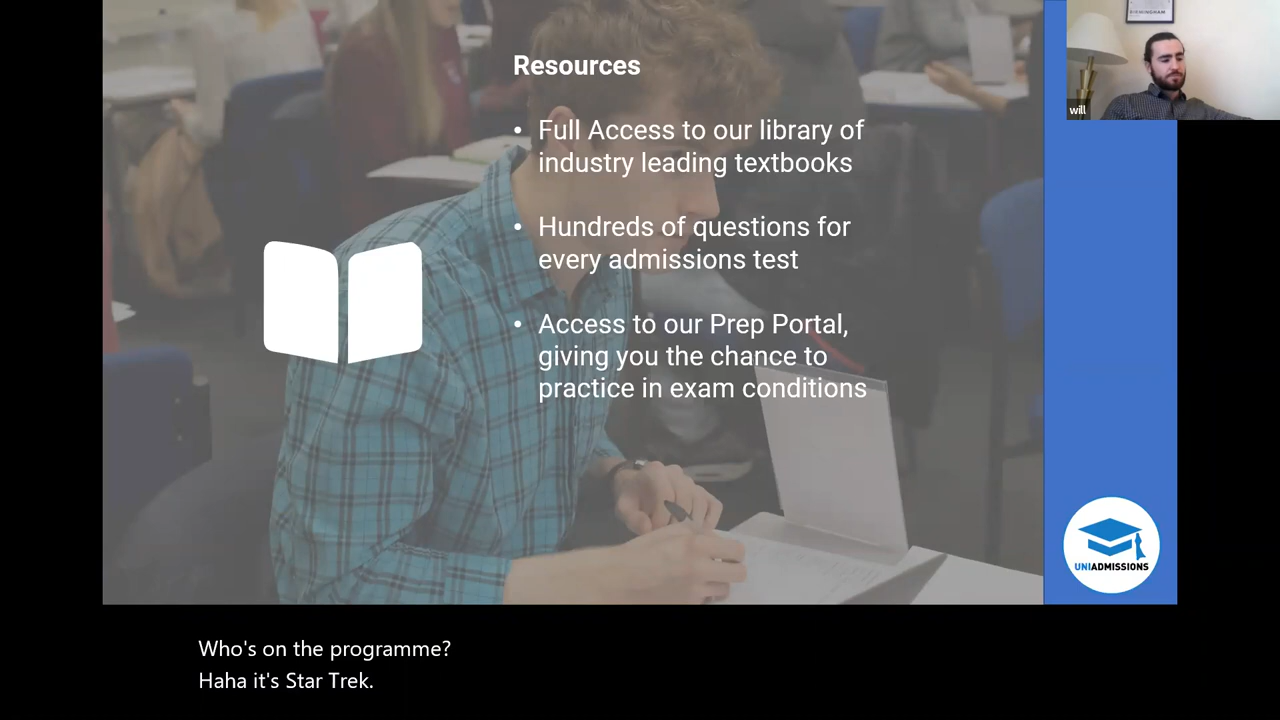 Resources
• Full Access to our library of
industry leading textbooks
• Hundreds of questions for
every admissions test
• Access to our Prep Portal,
giving you the chance to
practice in exam conditions
will
UNIADMISSIONS
Who's on the programme?
Haha it's Star Trek.